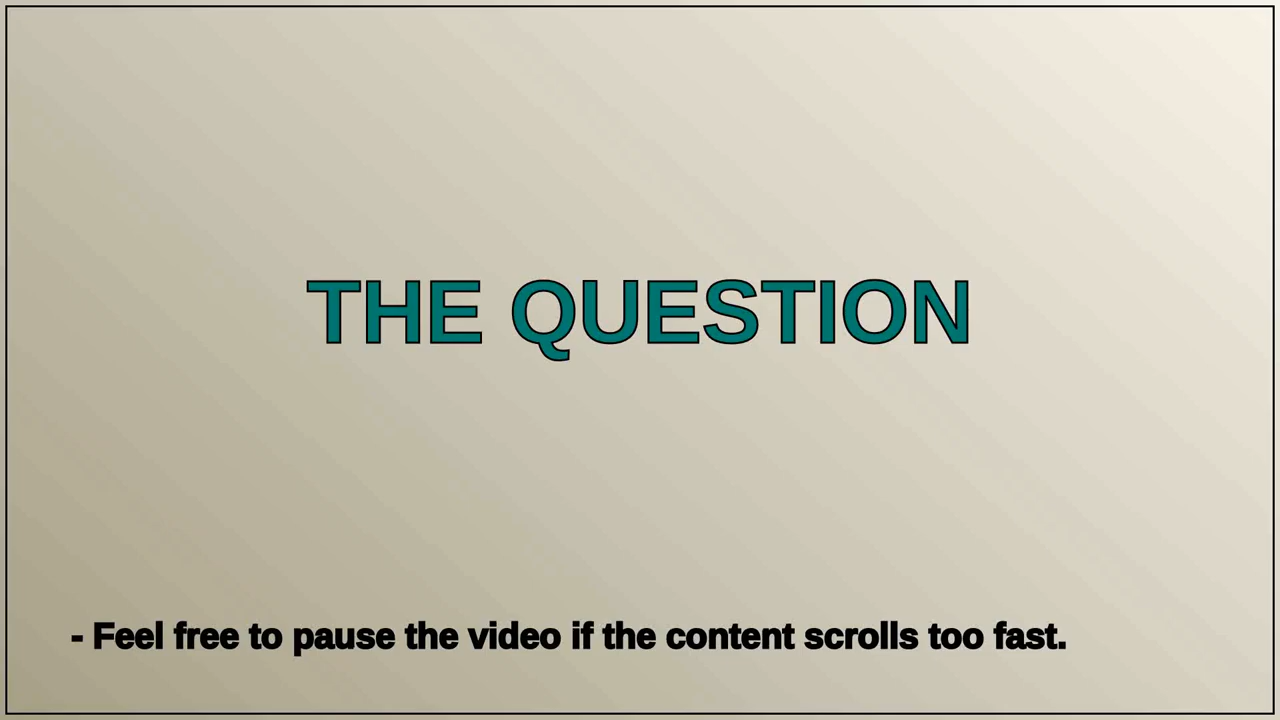 THE QUESTION
- Feel free to pause the video if the content scrolls too fast.